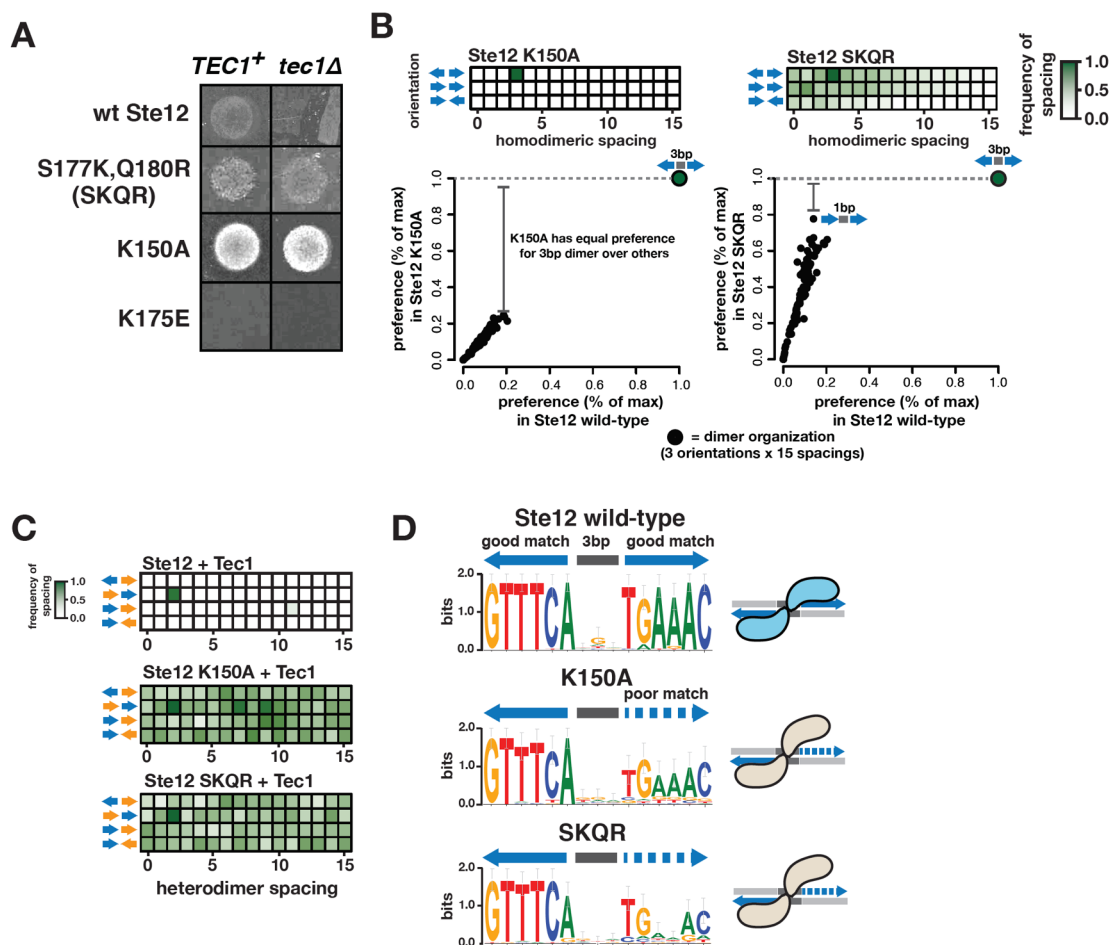 A
TEC1+ tec1Δ
wt Ste12
S177K,Q180R
(SKQR)
K150A
K175E
B
Ste12 K150A
orientation
0 5 10 15
homodimeric spacing
Ste12 SKQR
0 5 10 15
homodimeric spacing
frequency of
spacing
1.0
0.0
3bp
preference (% of max)
in Ste12 K150A
1.0
0.8
0.6
0.4
0.2
0.0
K150A has equal preference
for 3bp dimer over others
0.0 0.2 0.4 0.6 0.8 1.0
preference (% of max)
in Ste12 wild-type
3bp
1bp
preference (% of max)
in Ste12 SKQR
1.0
0.8
0.6
0.4
0.2
0.0
0.0 0.2 0.4 0.6 0.8 1.0
preference (% of max)
in Ste12 wild-type
= dimer organization
(3 orientations x 15 spacings)
C
frequency of
spacing
1.0
0.5
0.0
Ste12 + Tec1
0 5 10 15
Ste12 K150A + Tec1
0 5 10 15
Ste12 SKQR + Tec1
0 5 10 15
heterodimer spacing
D
Ste12 wild-type
good match 3bp good match
bits
2.0
1.0
0.0
GTTTCA TGAAAC
K150A
poor match
bits
2.0
1.0
0.0
GTTTCA TGAAAC
SKQR
bits
2.0
1.0
0.0
GTTTCA TG AC